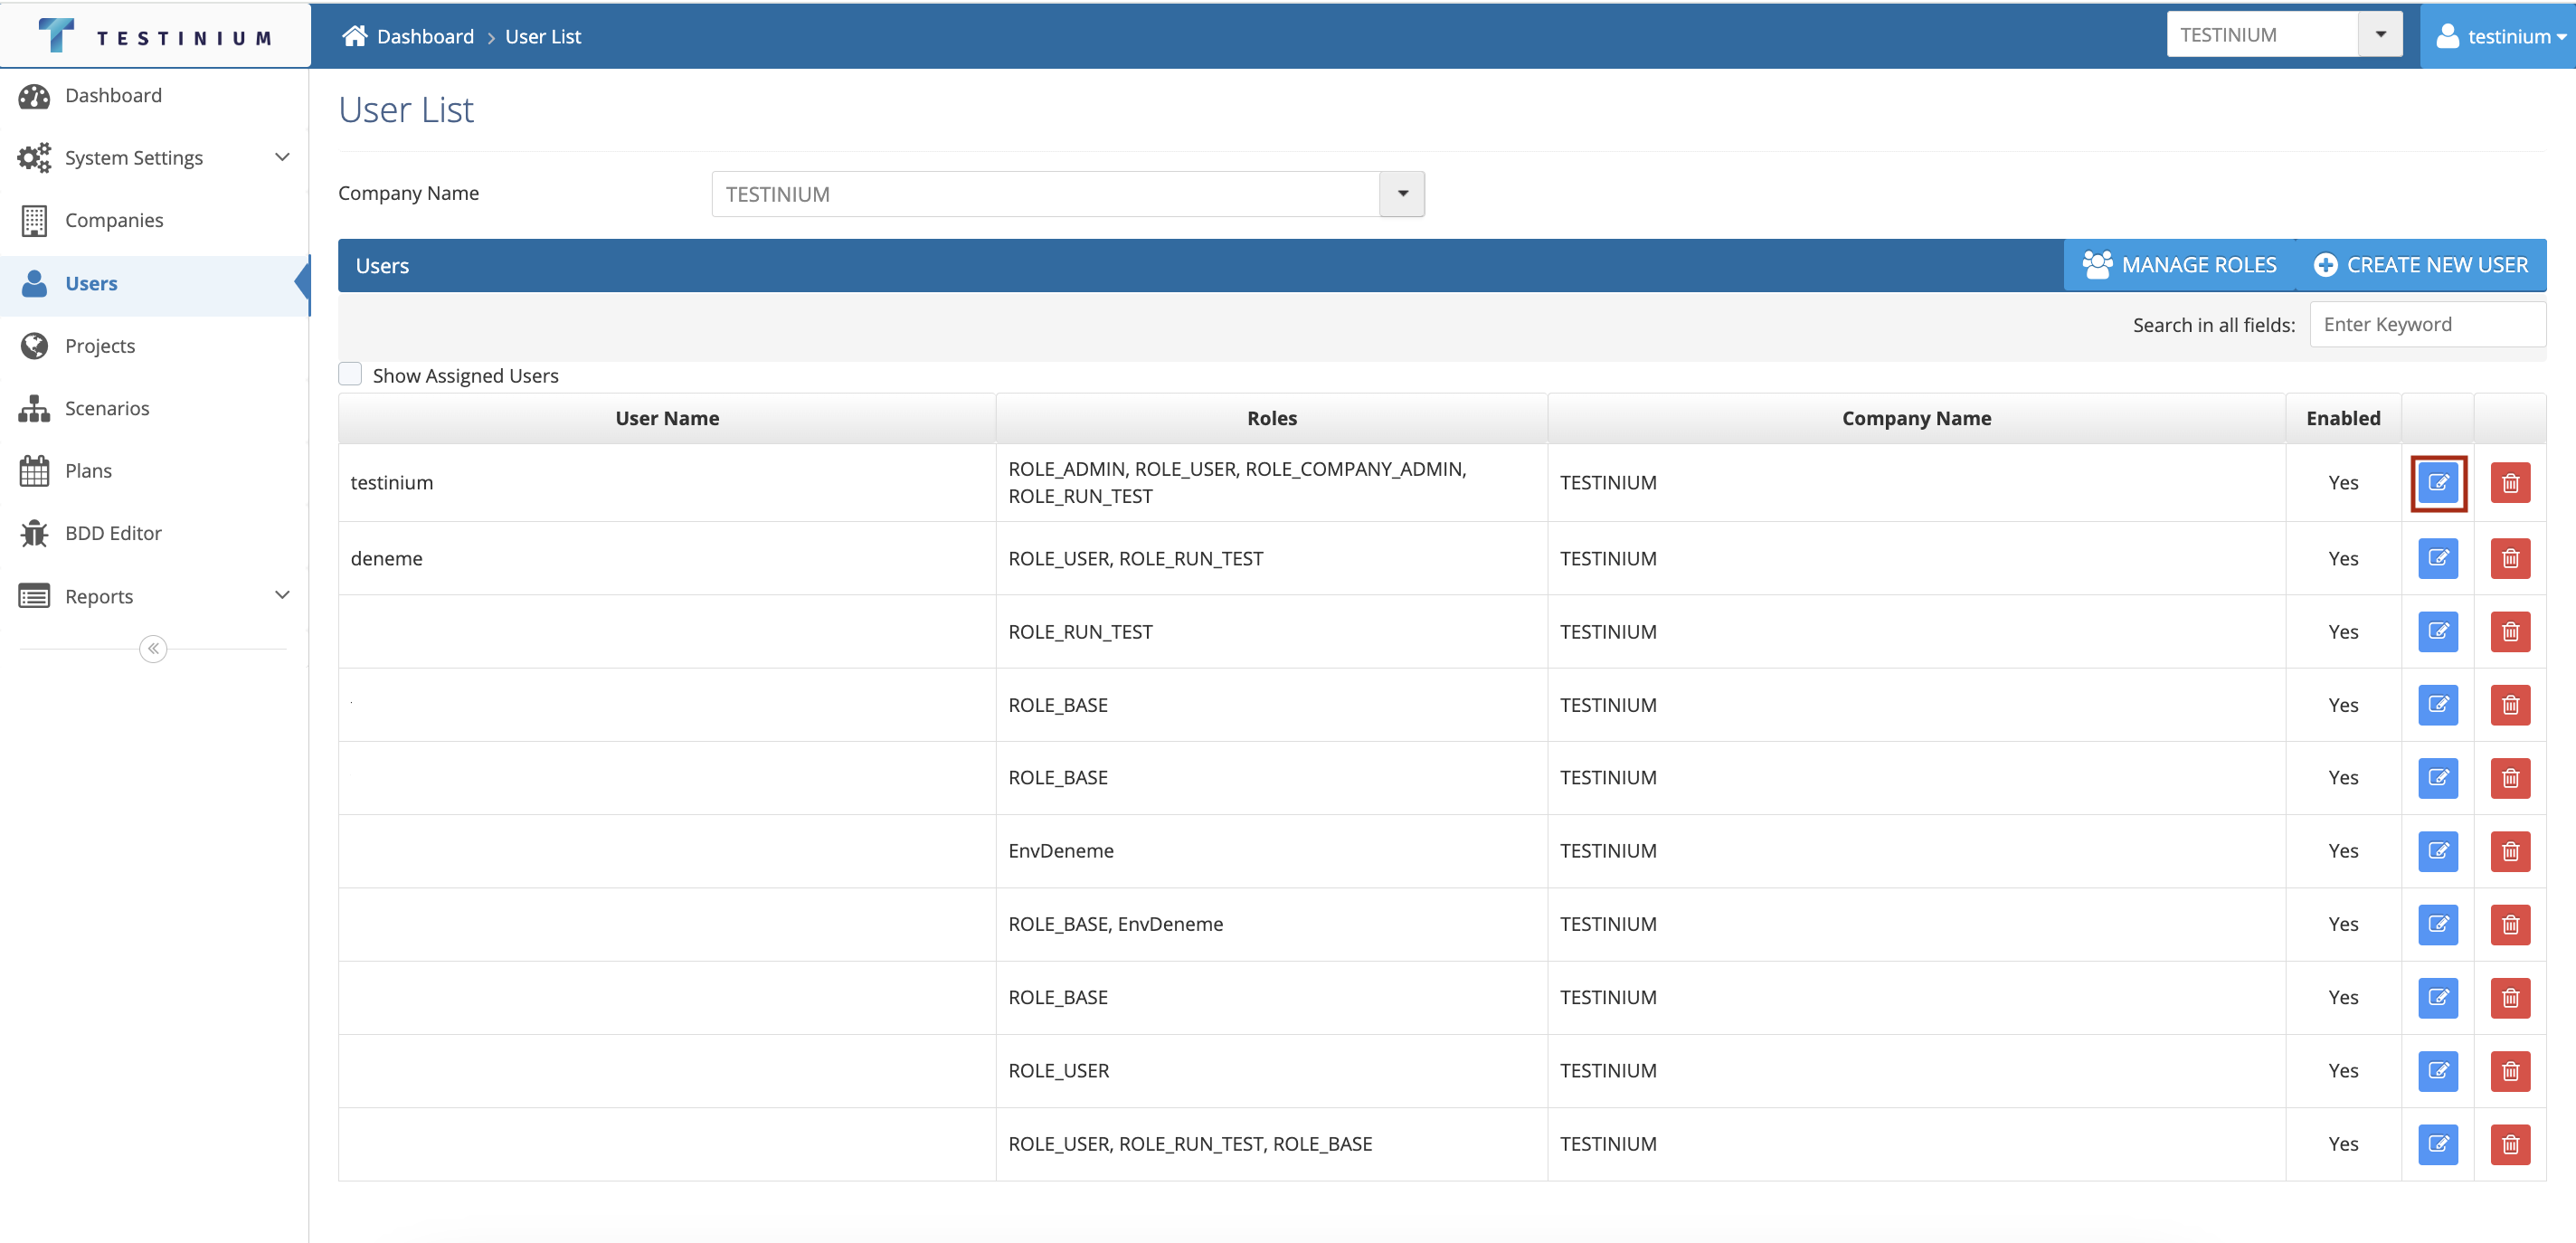 TESTINIUM
Dashboard > User List
TESTINIUM
testinium
Dashboard
System Settings
Companies
Users
Projects
Scenarios
Plans
BDD Editor
Reports
User List
Company Name
TESTINIUM
Users
MANAGE ROLES
CREATE NEW USER
Search in all fields:
Enter Keyword
Show Assigned Users
User Name Roles Company Name Enabled
testinium ROLE_ADMIN, ROLE_USER, ROLE_COMPANY_ADMIN,
ROLE_RUN_TEST TESTINIUM Yes
deneme ROLE_USER, ROLE_RUN_TEST TESTINIUM Yes
ROLE_RUN_TEST TESTINIUM Yes
ROLE_BASE TESTINIUM Yes
ROLE_BASE TESTINIUM Yes
EnvDeneme TESTINIUM Yes
ROLE_BASE, EnvDeneme TESTINIUM Yes
ROLE_BASE TESTINIUM Yes
ROLE_USER TESTINIUM Yes
ROLE_USER, ROLE_RUN_TEST, ROLE_BASE TESTINIUM Yes